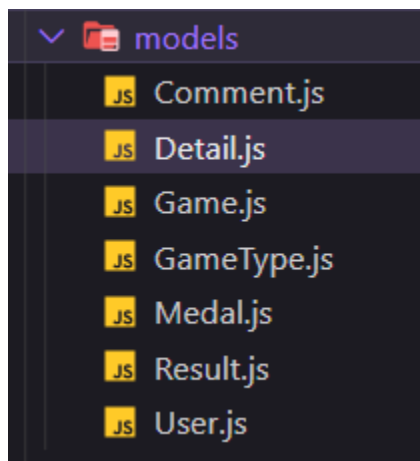 models
JS Comment.js
JS Detail.js
JS Game.js
JS GameType.js
JS Medal.js
JS Result.js
JS User.js